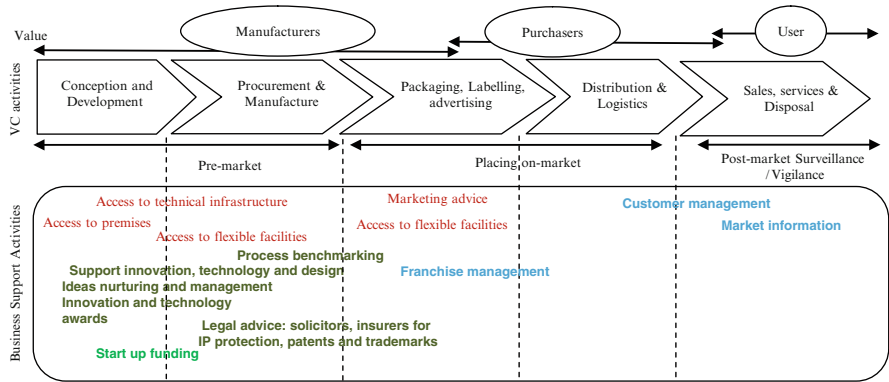 Manufacturers
Purchasers
User
Value
VC activities
Conception and
Development
Procurement &
Manufacture
Packaging, Labelling,
advertising
Distribution &
Logistics
Sales, services &
Disposal
Pre-market
Placing on-market
Post-market Surveillance
/Vigilance
Business Support Activities
Access to technical infrastructure
Access to premises
Access to flexible facilities
Marketing advice
Access to flexible facilities
Customer management
Market information
Process benchmarking
Support innovation, technology and design
Franchise management
Ideas nurturing and management
Innovation and technology
awards
Legal advice: solicitors, insurers for
IP protection, patents and trademarks
Start up funding